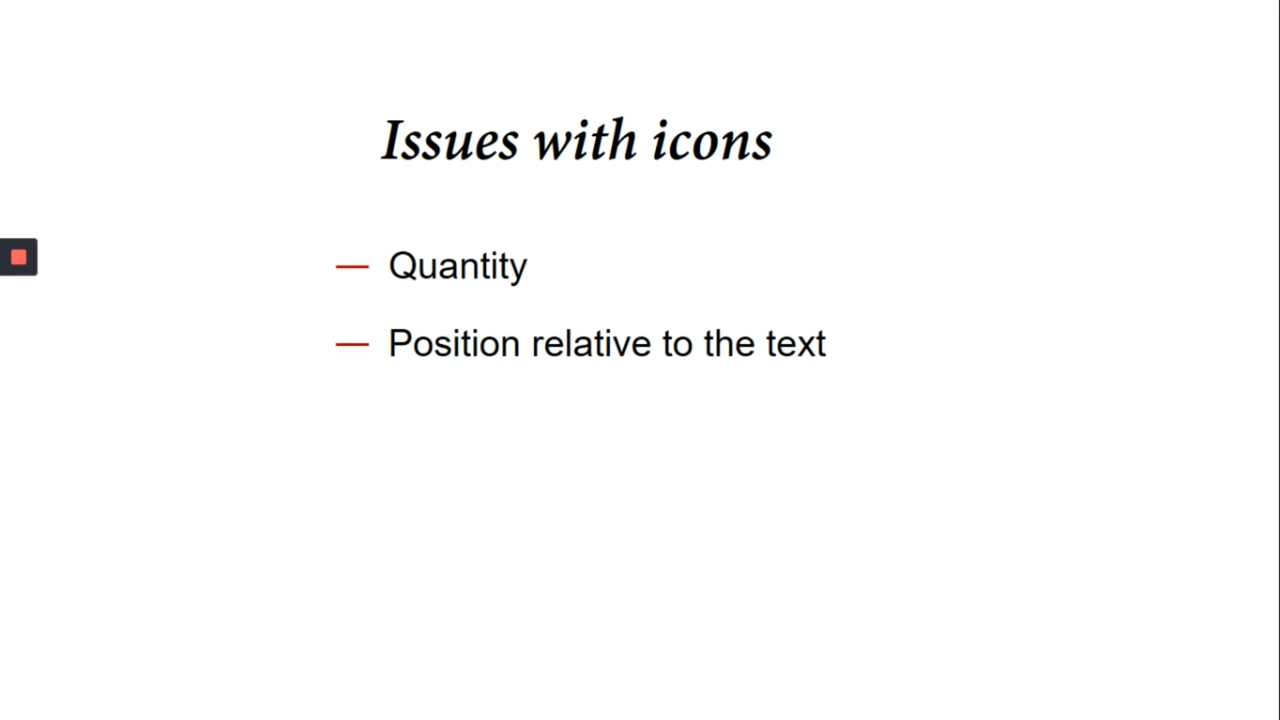 Issues with icons
— Quantity
— Position relative to the text